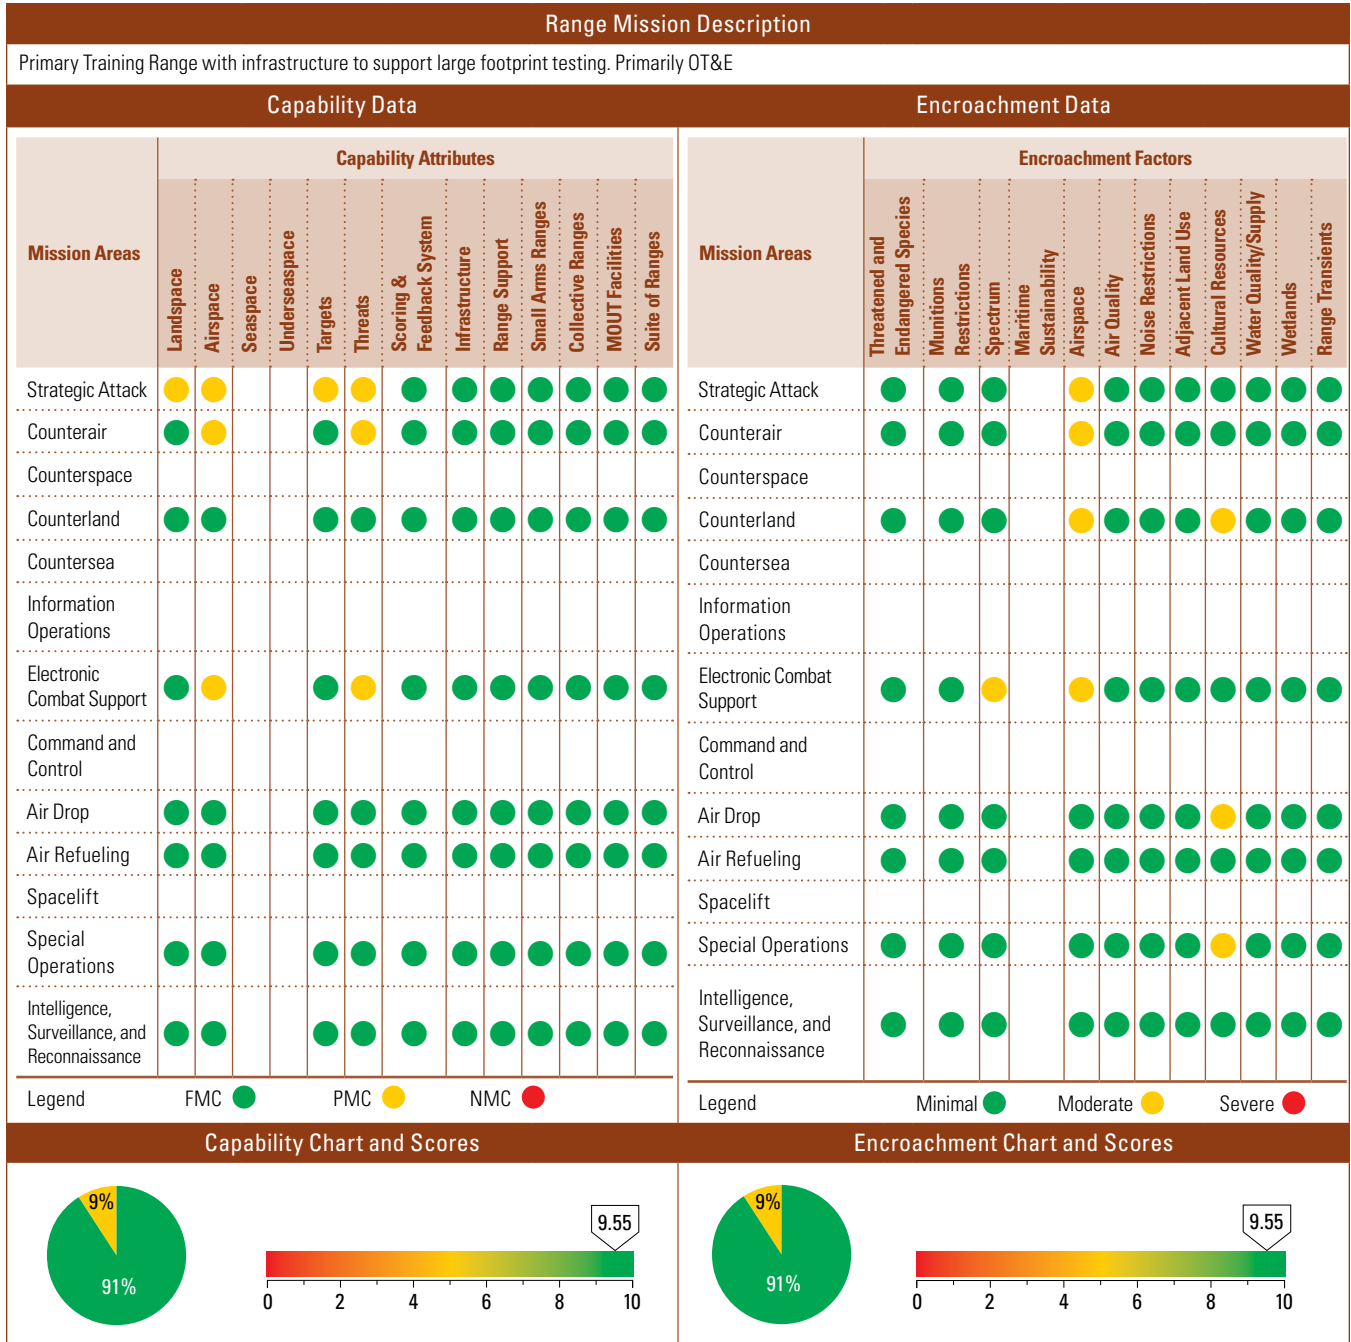 Range Mission Description
Primary Training Range with infrastructure to support large footprint testing. Primarily OT&E
Capability Data
Mission Areas
Capability Attributes
Landspace
Airspace
Seaspace
Underseaspace
Targets
Threats
Scoring &
Feedback System
Infrastructure
Range Support
Small Arms Ranges
Collective Ranges
MOUT Facilities
Suite of Ranges
Strategic Attack
Counterair
Counterspace
Counterland
Countersea
Information
Operations
Electronic
Combat Support
Command and
Control
Air Drop
Air Refueling
Spacelift
Special
Operations
Intelligence,
Surveillance, and
Reconnaissance
Legend FMC PMC NMC
Encroachment Data
Mission Areas
Encroachment Factors
Threatened and
Endangered Species
Munitions
Restrictions
Spectrum
Maritime
Sustainability
Airspace
Air Quality
Noise Restrictions
Adjacent Land Use
Cultural Resources
Water Quality/Supply
Wetlands
Range Transients
Strategic Attack
Counterair
Counterspace
Counterland
Countersea
Information
Operations
Electronic Combat
Support
Command and
Control
Air Drop
Air Refueling
Spacelift
Special Operations
Intelligence,
Surveillance, and
Reconnaissance
Legend Minimal Moderate Severe
Capability Chart and Scores
9%
91%
9.55
0 2 4 6 8 10
Encroachment Chart and Scores
9%
91%
9.55
0 2 4 6 8 10